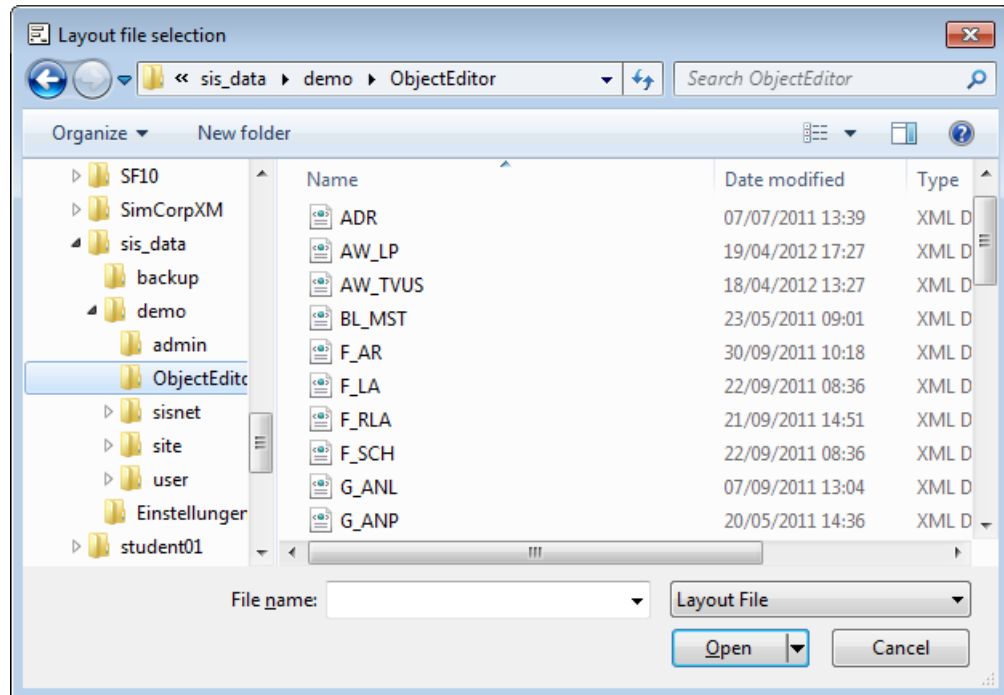 Layout file selection
« sis_data ▸ demo ▸ ObjectEditor
Search ObjectEditor
Organize
New folder
SF10
SimCorpXM
sis_data
backup
demo
admin
ObjectEditc
sisnet
site
user
Einstellunger
student01
Name Date modified Type
ADR 07/07/2011 13:39 XML D
AW_LP 19/04/2012 17:27 XML D
AW_TVUS 18/04/2012 13:27 XML D
BL_MST 23/05/2011 09:01 XML D
F_AR 30/09/2011 10:18 XML D
F_LA 22/09/2011 08:36 XML D
F_RLA 21/09/2011 14:51 XML D
F_SCH 22/09/2011 08:36 XML D
G_ANL 07/09/2011 13:04 XML D
G_ANP 20/05/2011 14:36 XML D
File name:
Layout File
Open
Cancel